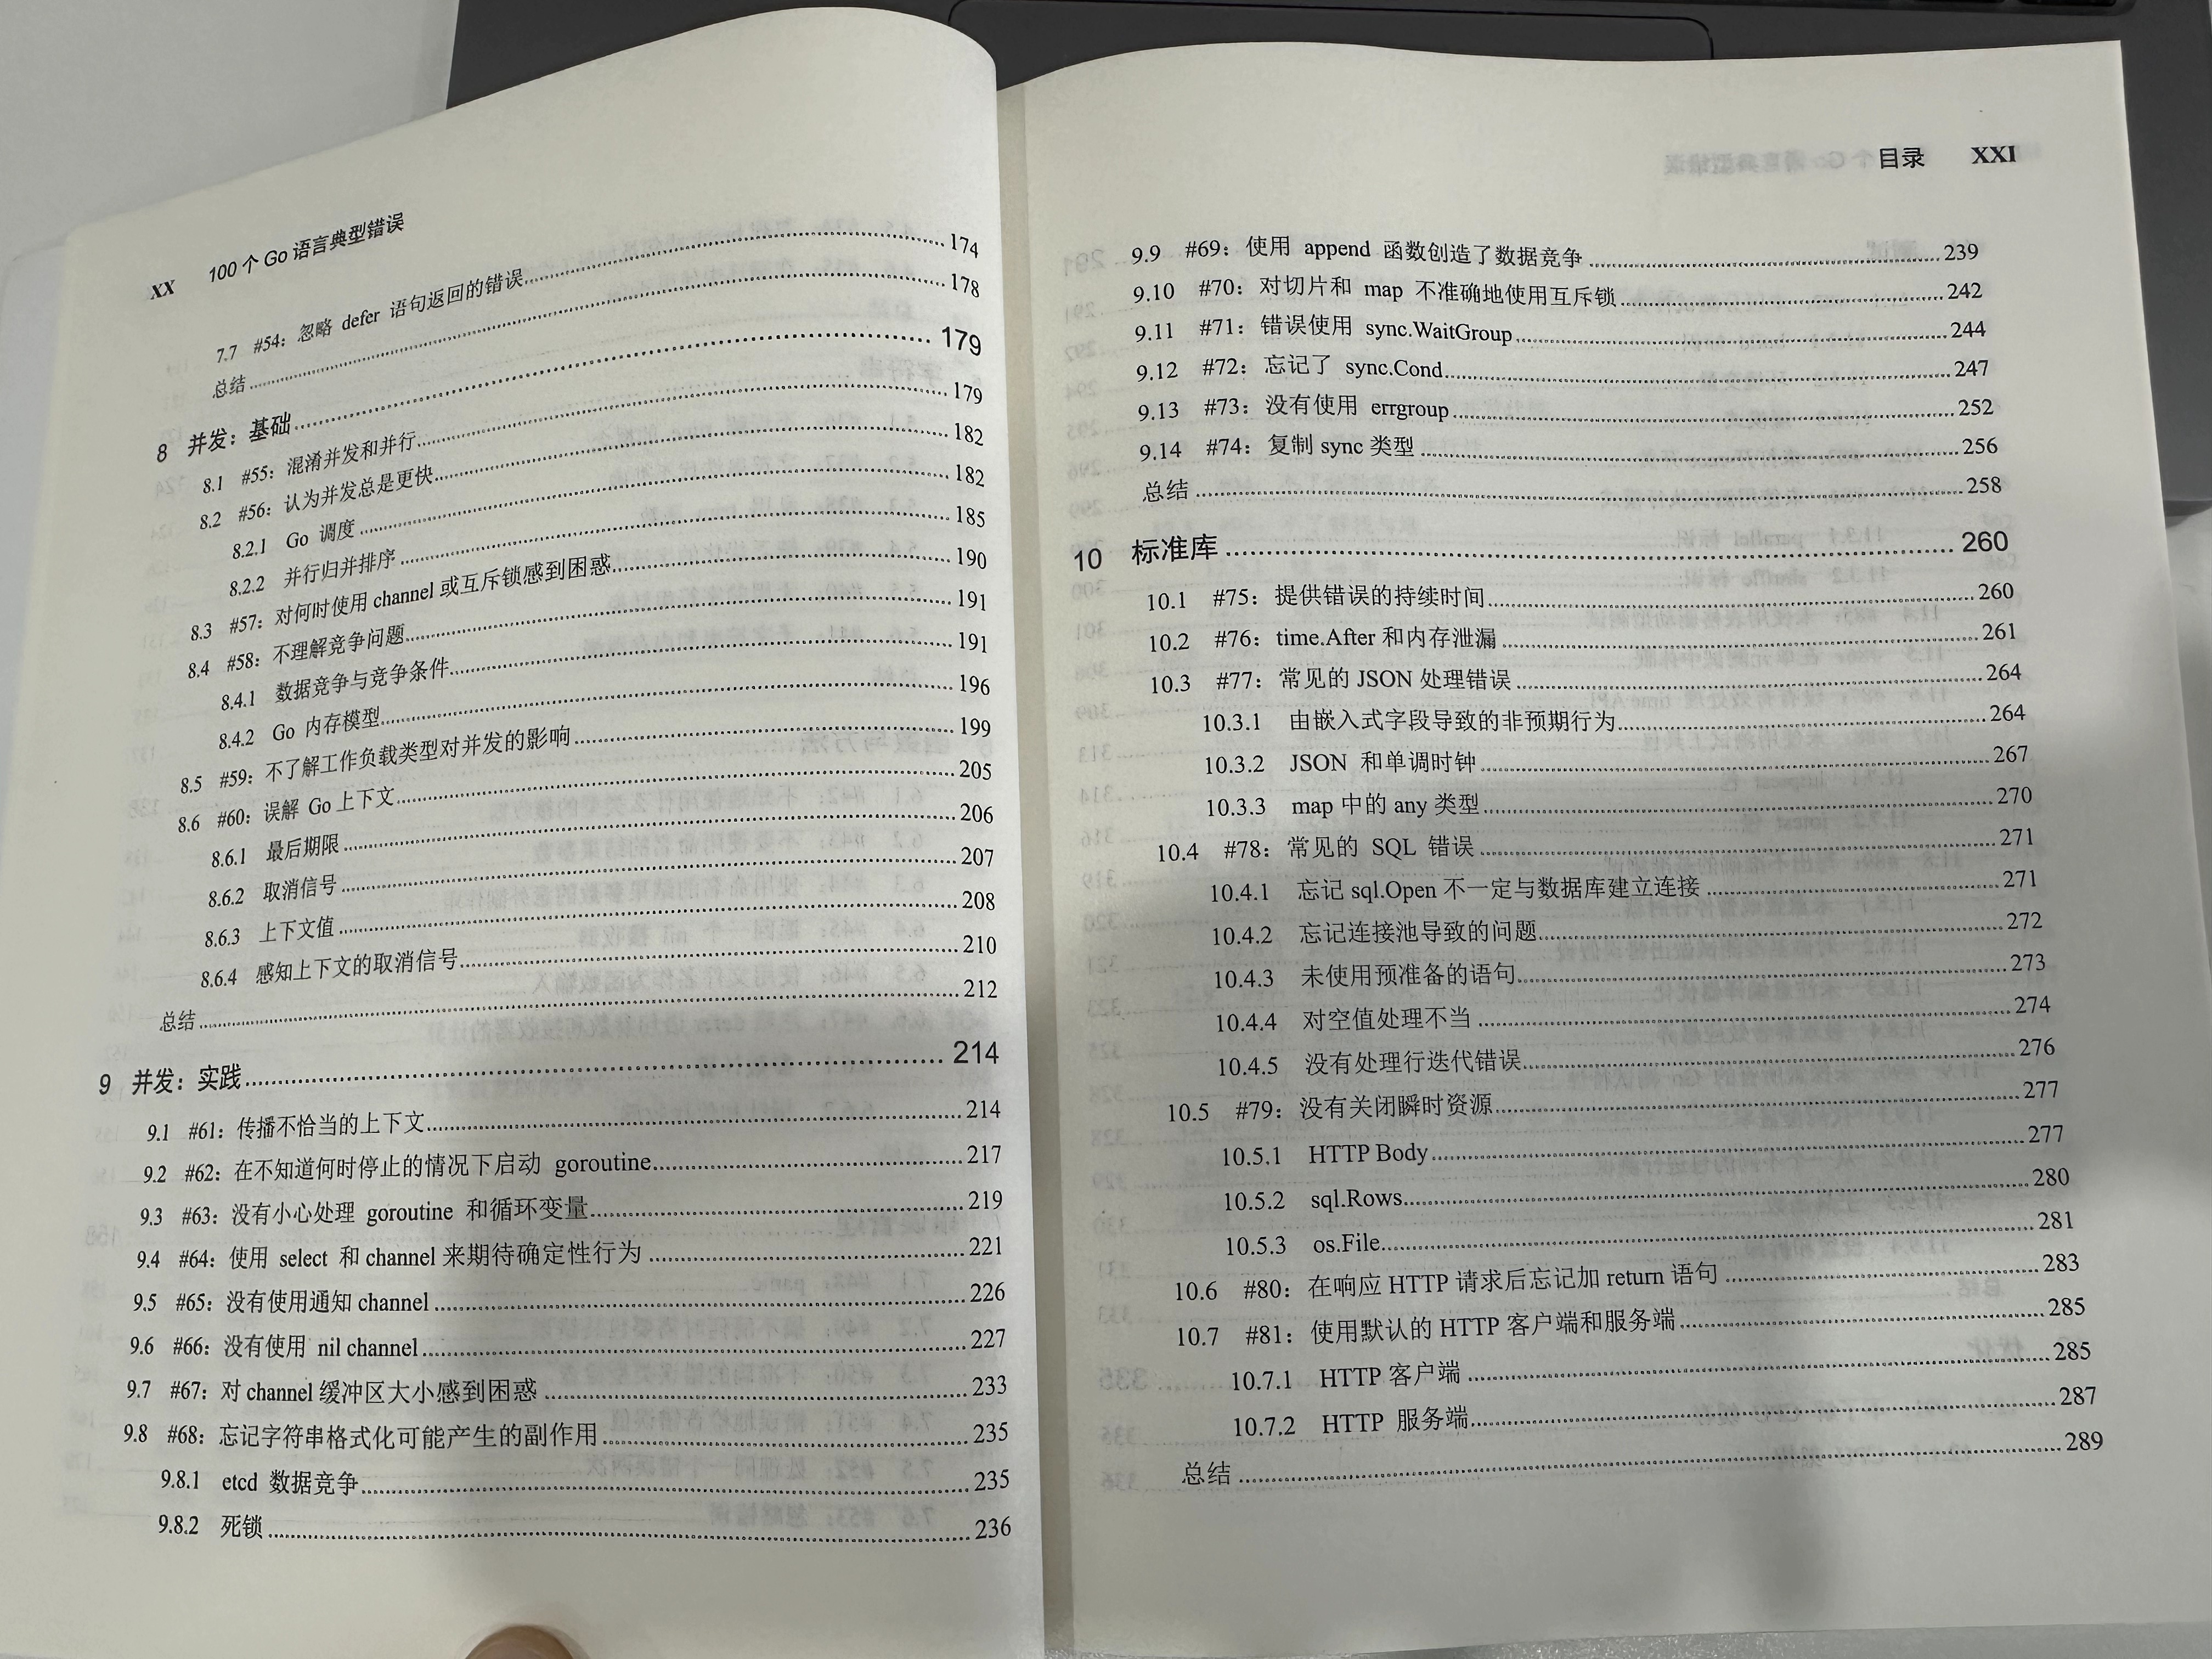 XX 100 个 Go 语言典型错误
7.7 #54：忽略 defer 语句返回的错误 174
总结 178
8 并发：基础 179
8.1 #55：混淆并发和并行 179
8.2 #56：认为并发总是更快 182
8.2.1 Go 调度 182
8.2.2 并行归并排序 185
8.3 #57：对何时使用 channel 或互斥锁感到困惑 190
8.4 #58：不理解竞争问题 191
8.4.1 数据竞争与竞争条件 191
8.4.2 Go 内存模型 196
8.5 #59：不了解工作负载类型对并发的影响 199
8.6 #60：误解 Go 上下文 205
8.6.1 最后期限 206
8.6.2 取消信号 207
8.6.3 上下文值 208
8.6.4 感知上下文的取消信号 210
总结 212
9 并发：实践 214
9.1 #61：传播不恰当的上下文 214
9.2 #62：在不知道何时停止的情况下启动 goroutine 217
9.3 #63：没有小心处理 goroutine 和循环变量 219
9.4 #64：使用 select 和 channel 来期待确定性行为 221
9.5 #65：没有使用通知 channel 226
9.6 #66：没有使用 nil channel 227
9.7 #67：对 channel 缓冲区大小感到困惑 233
9.8 #68：忘记字符串格式化可能产生的副作用 235
9.8.1 etcd 数据竞争 235
9.8.2 死锁 236
目录 XXI
9.9 #69：使用 append 函数创造了数据竞争 239
9.10 #70：对切片和 map 不准确地使用互斥锁 242
9.11 #71：错误使用 sync.WaitGroup 244
9.12 #72：忘记了 sync.Cond 247
9.13 #73：没有使用 errgroup 252
9.14 #74：复制 sync 类型 256
总结 258
10 标准库 260
10.1 #75：提供错误的持续时间 260
10.2 #76：time.After 和内存泄漏 261
10.3 #77：常见的 JSON 处理错误 264
10.3.1 由嵌入式字段导致的非预期行为 264
10.3.2 JSON 和单调时钟 267
10.3.3 map 中的 any 类型 270
10.4 #78：常见的 SQL 错误 271
10.4.1 忘记 sql.Open 不一定与数据库建立连接 271
10.4.2 忘记连接池导致的问题 272
10.4.3 未使用预准备的语句 273
10.4.4 对空值处理不当 274
10.4.5 没有处理行迭代错误 276
10.5 #79：没有关闭瞬时资源 277
10.5.1 HTTP Body 277
10.5.2 sql.Rows 280
10.5.3 os.File 281
10.6 #80：在响应 HTTP 请求后忘记加 return 语句 283
10.7 #81：使用默认的 HTTP 客户端和服务端 285
10.7.1 HTTP 客户端 285
10.7.2 HTTP 服务端 287
总结 289